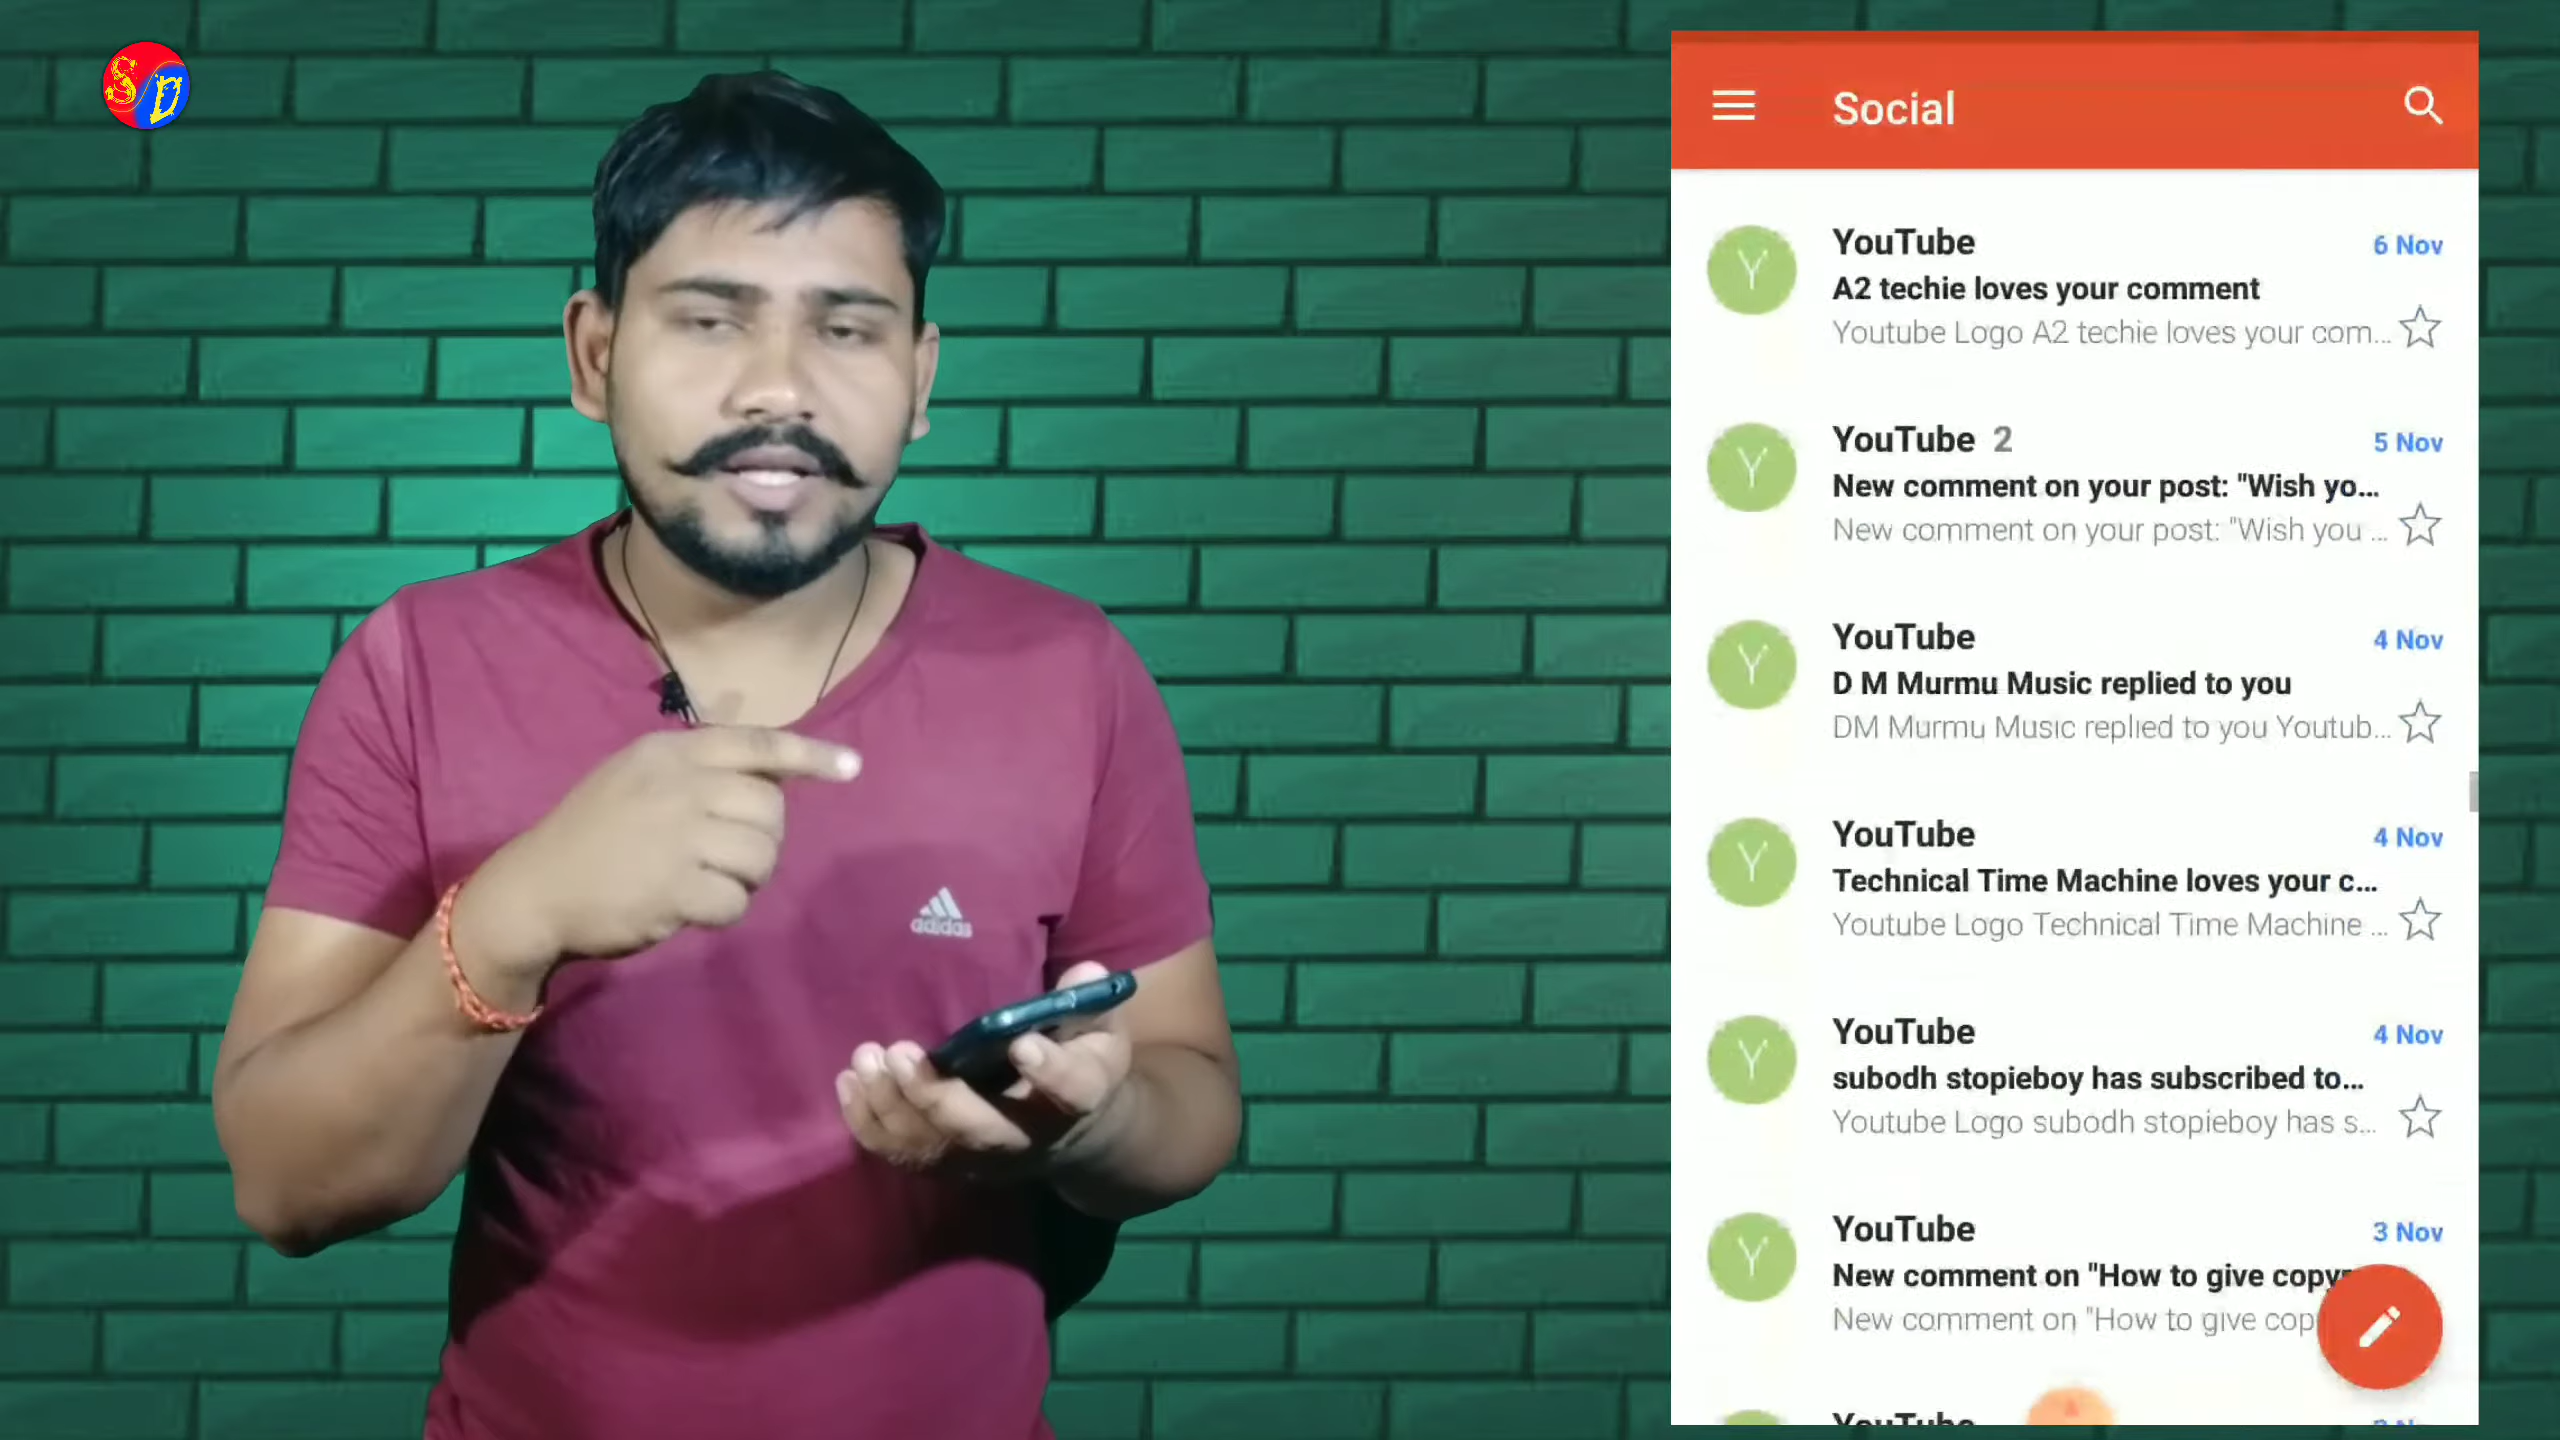 SD
adidas
Social
YouTube 6 Nov
A2 techie loves your comment
Youtube Logo A2 techie loves your com...
YouTube 2 5 Nov
New comment on your post: "Wish yo...
New comment on your post: "Wish you ...
YouTube 4 Nov
D M Murmu Music replied to you
DM Murmu Music replied to you Youtub...
YouTube 4 Nov
Technical Time Machine loves your c...
Youtube Logo Technical Time Machine ...
YouTube 4 Nov
subodh stopieboy has subscribed to...
Youtube Logo subodh stopieboy has s...
YouTube 3 Nov
New comment on "How to give copyr
New comment on "How to give cop
YouTube